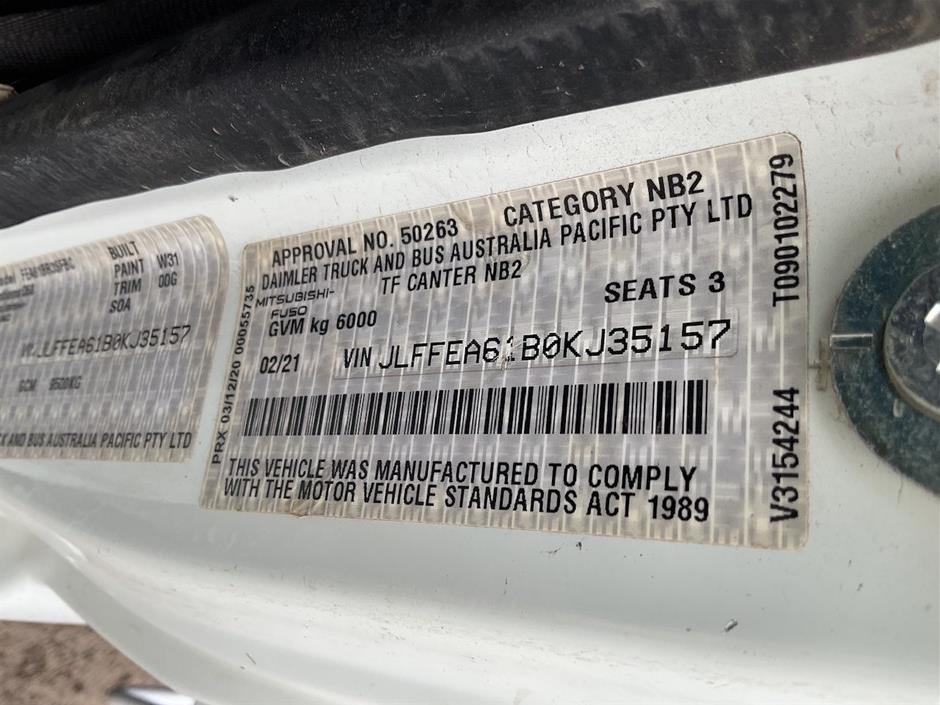 BUILT
PAINT W31
TRIM 00G
SOA
JLFFEA61B0KJ35157
GCM 9500KG
CK AND BUS AUSTRALIA PACIFIC PTY LTD
APPROVAL NO. 50263 CATEGORY NB2
DAIMLER TRUCK AND BUS AUSTRALIA PACIFIC PTY LTD
MITSUBISHI-
FUSO
TF CANTER NB2
GVM kg 6000 SEATS 3
02/21 VIN JLFFEA61B0KJ35157
THIS VEHICLE WAS MANUFACTURED TO COMPLY
WITH THE MOTOR VEHICLE STANDARDS ACT 1989
PRX 03/12/20 00055735
V3154244 T0901022279